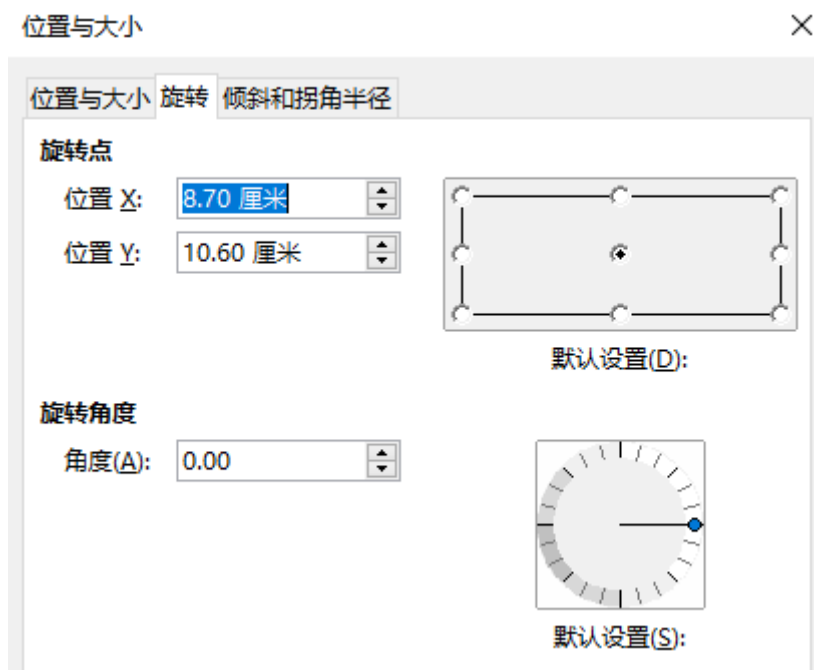 位置与大小
位置与大小 旋转 倾斜和拐角半径
旋转点
位置 X: 8.70 厘米
位置 Y: 10.60 厘米
默认设置(D):
旋转角度
角度(A): 0.00
默认设置(S):